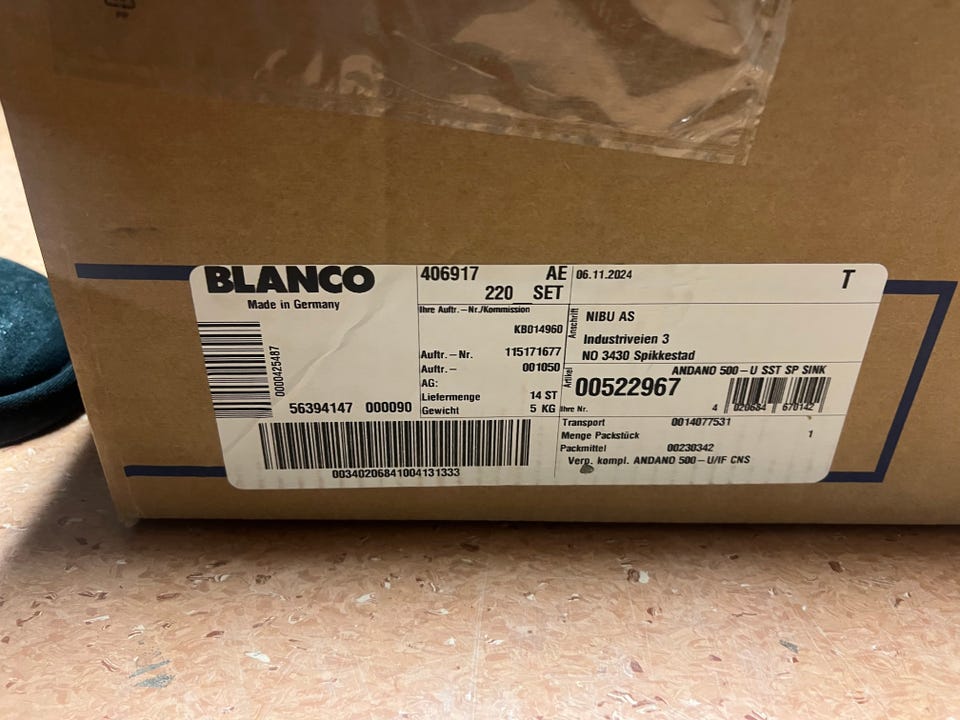 BLANCO
Made in Germany
0000425487
56394147 000090
00340206841004131333
406917 AE
220 SET
Ihre Auftr.-Nr./Kommission
KB014960
Auftr.-Nr. 115171677
Auftr.- 001050
AG:
Liefermenge 14 ST
Gewicht 5 KG
06.11.2024 T
Anschrift
NIBU AS
Industriveien 3
NO 3430 Spikkestad
ANDANO 500-U SST SP SINK
Artikel
00522967
Ihre Nr.
4 020684 670142
Transport 0014077531
Menge Packstück 1
Packmittel 00230342
Verp. kompl. ANDANO 500-U/IF CNS